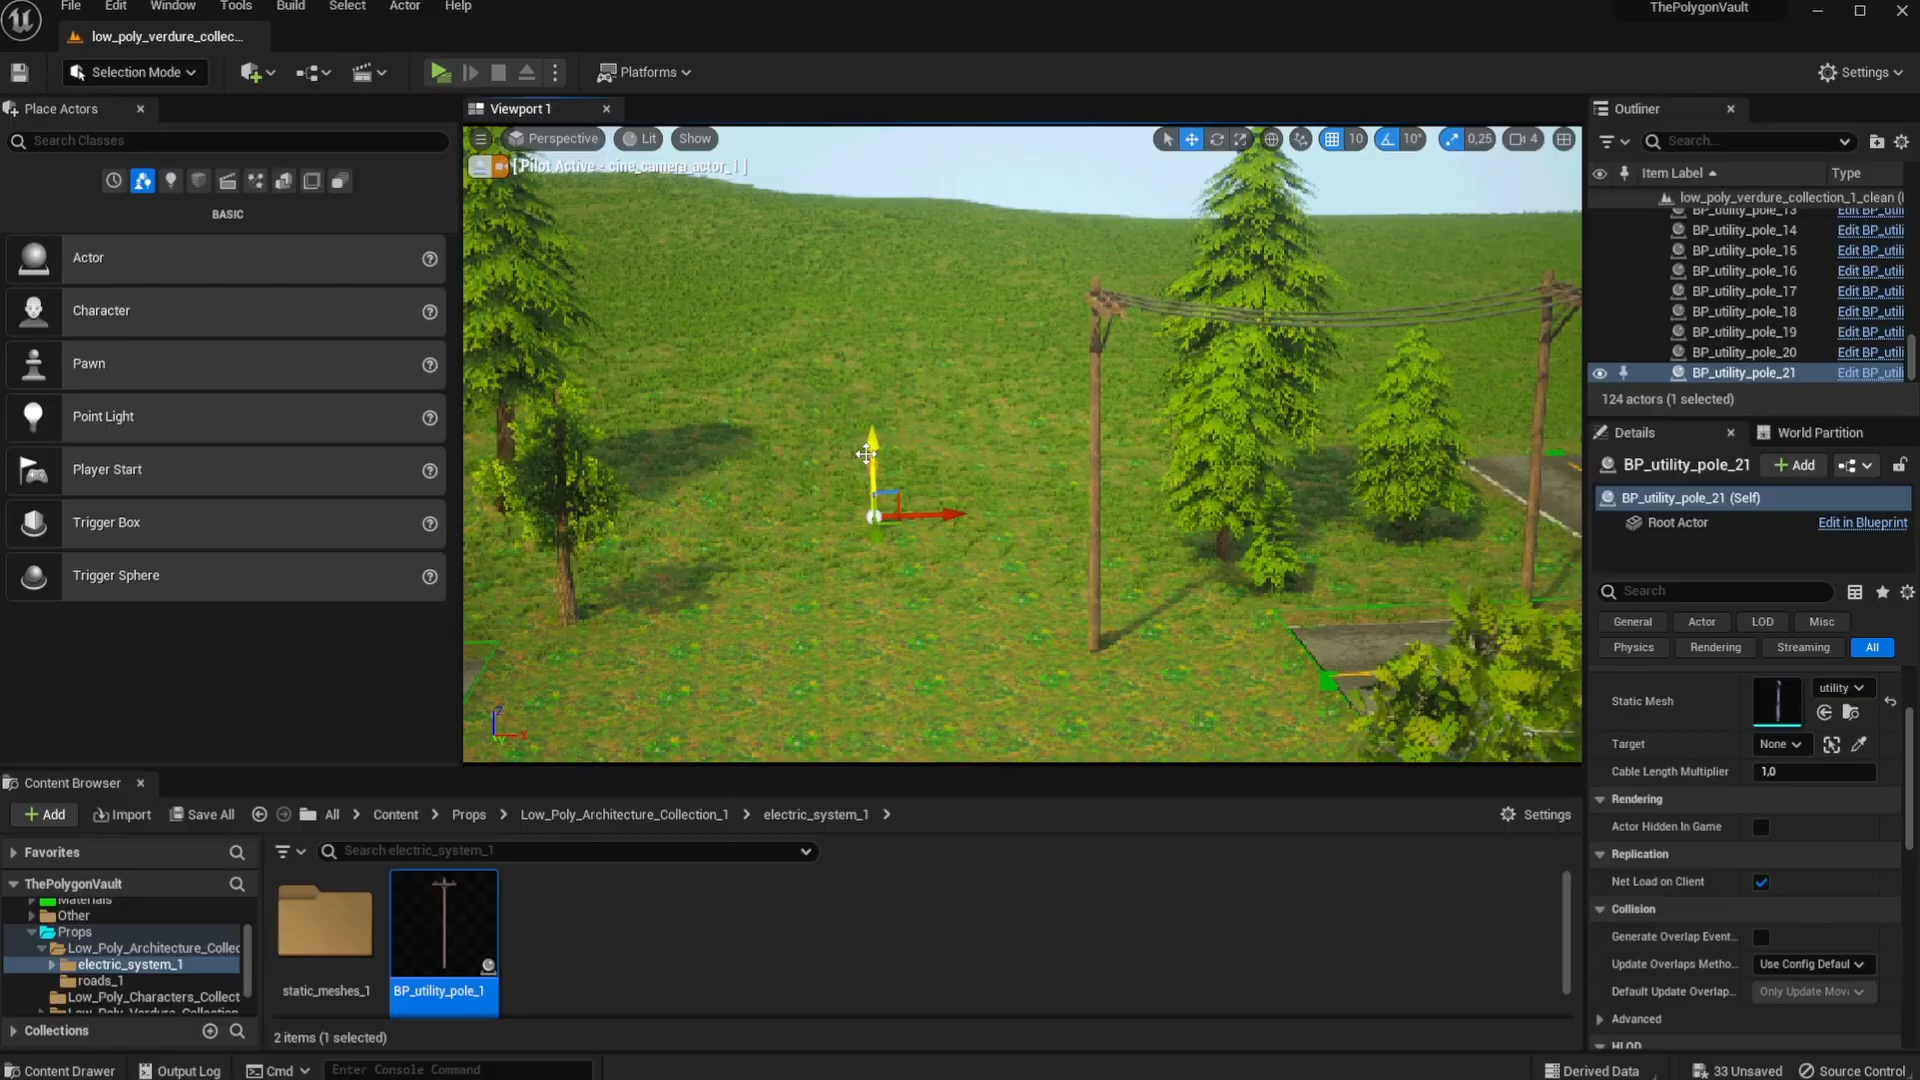 File Edit Window Tools Build Select Actor Help ThePolygonVault
low_poly_verdure_collec...
Selection Mode Platforms Settings
Place Actors
Search Classes
BASIC
Actor
Character
Pawn
Point Light
Player Start
Trigger Box
Trigger Sphere
Viewport 1
Perspective Lit Show 10 10° 0,25 4
[ Pilot Active - cine_camera_actor_1 ]
Z
X
Outliner
Search...
Item Label Type
low_poly_verdure_collection_1_clean (
BP_utility_pole_13 Edit BP_utili
BP_utility_pole_14 Edit BP_utili
BP_utility_pole_15 Edit BP_utili
BP_utility_pole_16 Edit BP_utili
BP_utility_pole_17 Edit BP_utili
BP_utility_pole_18 Edit BP_utili
BP_utility_pole_19 Edit BP_utili
BP_utility_pole_20 Edit BP_utili
BP_utility_pole_21 Edit BP_utili
124 actors (1 selected)
Details World Partition
BP_utility_pole_21 Add
BP_utility_pole_21 (Self)
Root Actor Edit in Blueprint
Search
General Actor LOD Misc
Physics Rendering Streaming All
Static Mesh utility
Target None
Cable Length Multiplier 1,0
Rendering
Actor Hidden In Game
Replication
Net Load on Client
Collision
Generate Overlap Event...
Update Overlaps Metho... Use Config Defaul
Default Update Overlap... Only Update Mov
Advanced
HLOD
Content Browser
Add Import Save All All Content Props Low_Poly_Architecture_Collection_1 electric_system_1 Settings
Favorites
Search electric_system_1
ThePolygonVault
Materials
Other
Props
Low_Poly_Architecture_Collec
electric_system_1
roads_1
Low_Poly_Characters_Collect
Low_Poly_Verdure_Collection
Collections
static_meshes_1
BP_utility_pole_1
2 items (1 selected)
Content Drawer Output Log Cmd Enter Console Command Derived Data 33 Unsaved Source Control